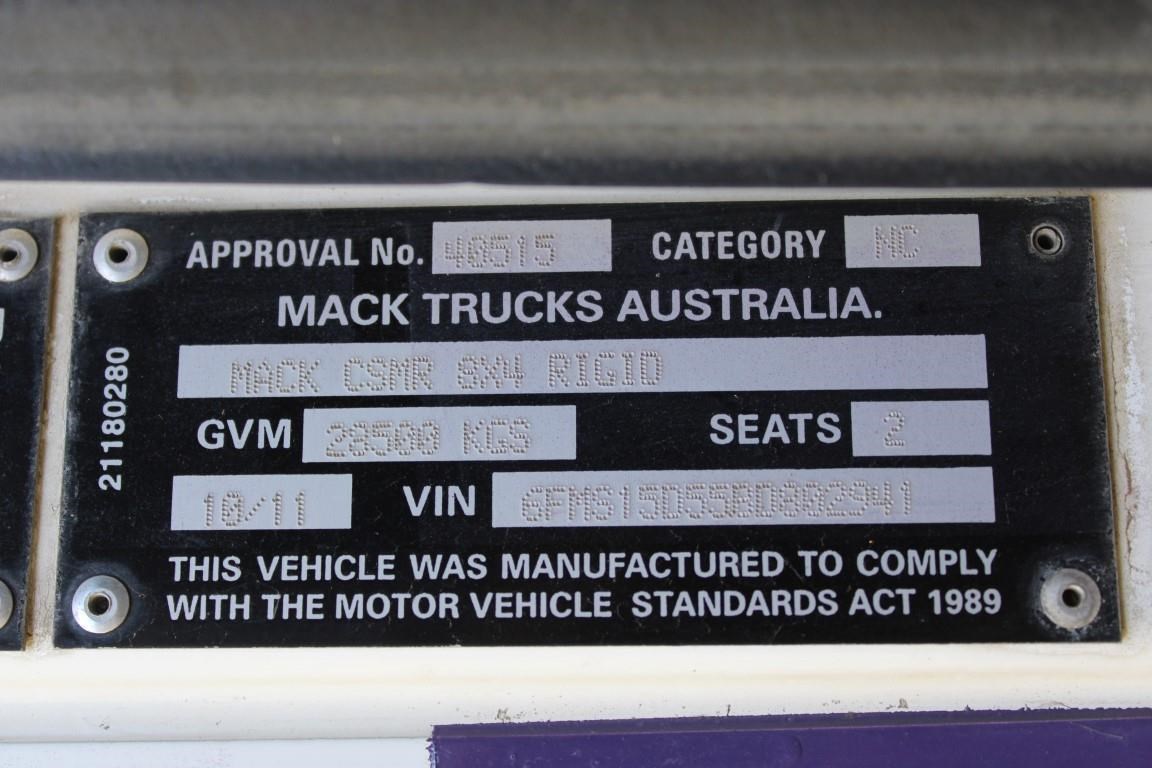 APPROVAL No. 40515 CATEGORY NC
MACK TRUCKS AUSTRALIA.
MACK CSMR 8X4 RIGID
21180280
GVM 28500 KGS SEATS 2
10/11 VIN 6FMS15D55BD802941
THIS VEHICLE WAS MANUFACTURED TO COMPLY
WITH THE MOTOR VEHICLE STANDARDS ACT 1989